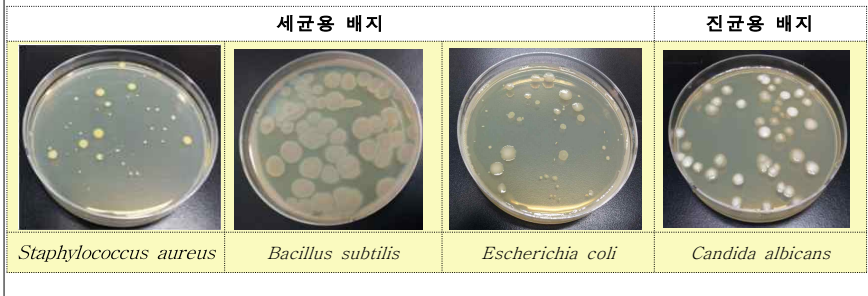 세균용 배지
진균용 배지
Staphylococcus aureus
Bacillus subtilis
Escherichia coli
Candida albicans